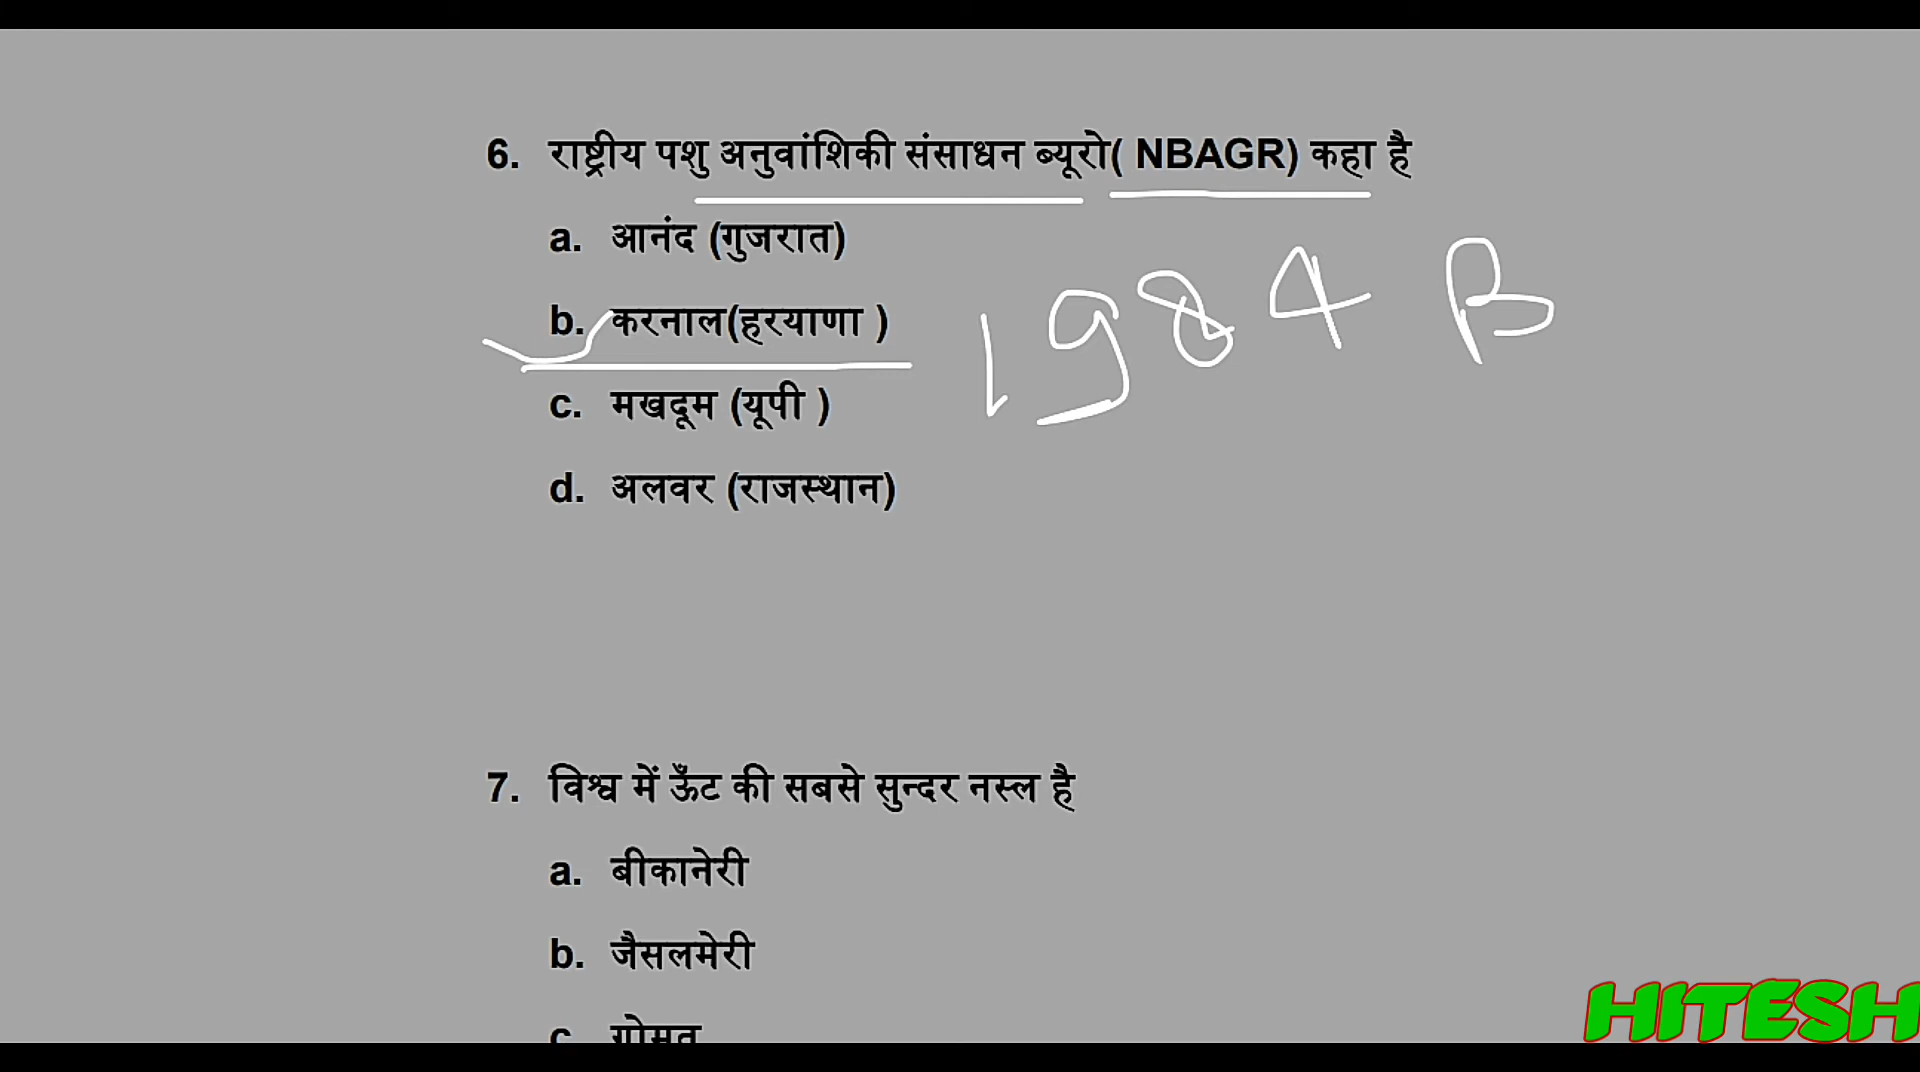 6. राष्ट्रीय पशु अनुवांशिकी संसाधन ब्यूरो( NBAGR) कहा है
a. आनंद (गुजरात)
b. करनाल(हरयाणा )
1984 B
c. मखदूम (यूपी )
d. अलवर (राजस्थान)
7. विश्व में ऊँट की सबसे सुन्दर नस्ल है
a. बीकानेरी
b. जैसलमेरी
c. गोमत
HITESH